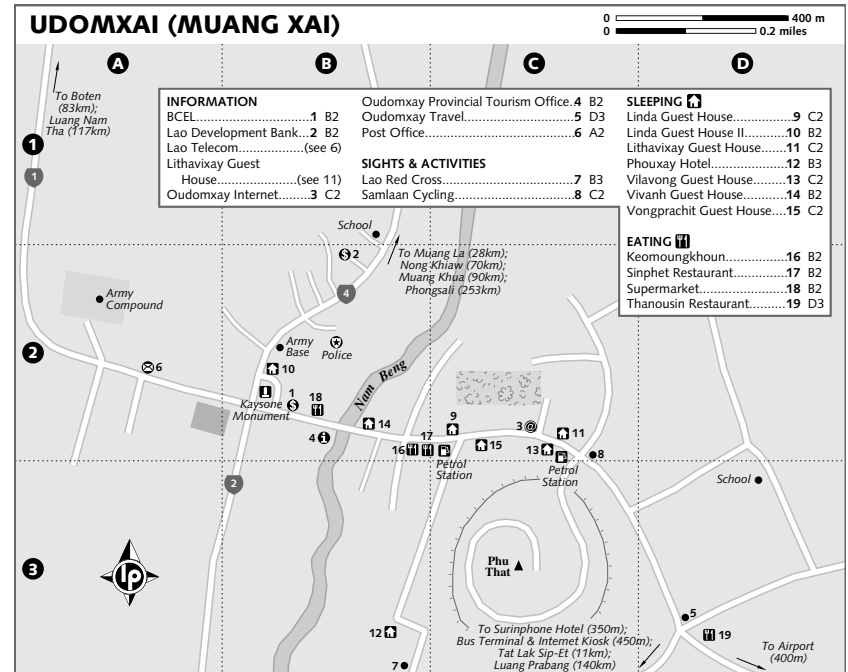 UDOMXAI (MUANG XAI)
0 400 m
0 0.2 miles
A B C D
To Boten
(83km);
Luang Nam
Tha (117km)
1
1
INFORMATION
BCEL....................................1 B2
Lao Development Bank...2 B2
Lao Telecom................(see 6)
Lithavixay Guest
House.....................(see 11)
Oudomxay Internet........3 C2
Oudomxay Provincial Tourism Office.4 B2
Oudomxay Travel............................5 D3
Post Office........................................6 A2
SIGHTS & ACTIVITIES
Lao Red Cross...................................7 B3
Samlaan Cycling...............................8 C2
SLEEPING
Linda Guest House...............9 C2
Linda Guest House II..........10 B2
Lithavixay Guest House......11 C2
Phouxay Hotel...................12 B3
Vilavong Guest House.......13 C2
Vivanh Guest House..........14 B2
Vongprachit Guest House....15 C2
EATING
Keomoungkhoun...............16 B2
Sinphet Restaurant.............17 B2
Supermarket......................18 B2
Thanousin Restaurant..........19 D3
School
2
To Muang La (28km);
Nong Khiaw (70km);
Muang Khua (90km);
Phongsali (253km)
4
Army
Compound
Army
Base
Police
2
6
10
Nam Beng
1 18
Kaysone
Monument
14
4
9
3 @
11
16 17
15
13
8
Petrol
Station
Petrol
Station
School
2
3
lp
Phu
That
12
7
To Surinphone Hotel (350m);
Bus Terminal & Internet Kiosk (450m);
Tat Lak Sip-Et (11km);
Luang Prabang (140km)
5
19
To Airport
(400m)